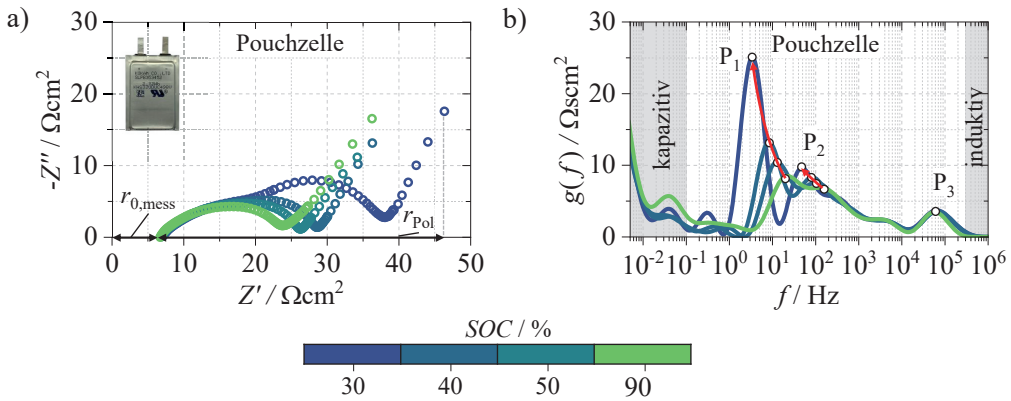 a)
Pouchzelle
30
20
10
0
-Z'' / Ωcm²
r0,mess
rPol
0 10 20 30 40 50
Z' / Ωcm²
b)
Pouchzelle
30
20
10
0
g(f) / Ωscm²
kapazitiv
induktiv
P1
P2
P3
10⁻² 10⁻¹ 10⁰ 10¹ 10² 10³ 10⁴ 10⁵ 10⁶
f / Hz
SOC / %
30 40 50 90